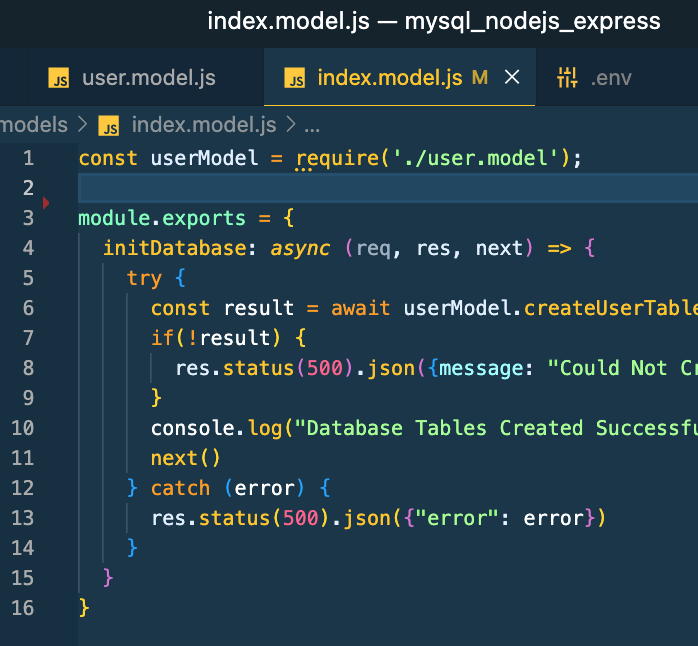 index.model.js — mysql_nodejs_express
JS user.model.js JS index.model.js M × .env
models > JS index.model.js > ...
1 const userModel = require('./user.model');
2
3 module.exports = {
4 initDatabase: async (req, res, next) => {
5 try {
6 const result = await userModel.createUserTable
7 if(!result) {
8 res.status(500).json({message: "Could Not Cr
9 }
10 console.log("Database Tables Created Successfu
11 next()
12 } catch (error) {
13 res.status(500).json({"error": error})
14 }
15 }
16 }